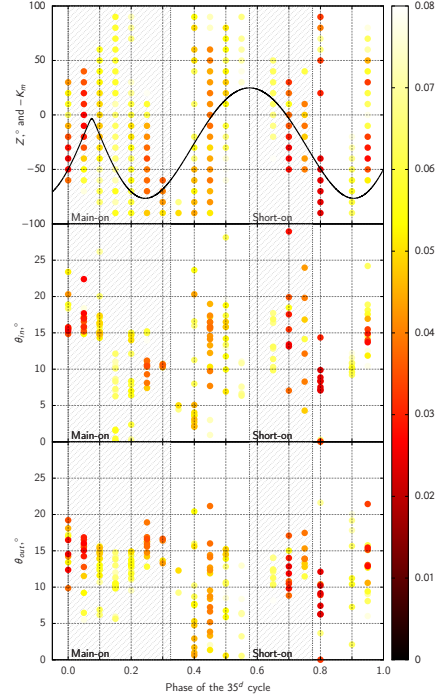 Z,° and −K_m
100
50
0
−50
−100
Main-on
Short-on
θ_in,°
25
20
15
10
5
0
Main-on
Short-on
θ_out,°
25
20
15
10
5
0
Main-on
Short-on
0.0 0.2 0.4 0.6 0.8 1.0
Phase of the 35^d cycle
0.08
0.07
0.06
0.05
0.04
0.03
0.02
0.01
0